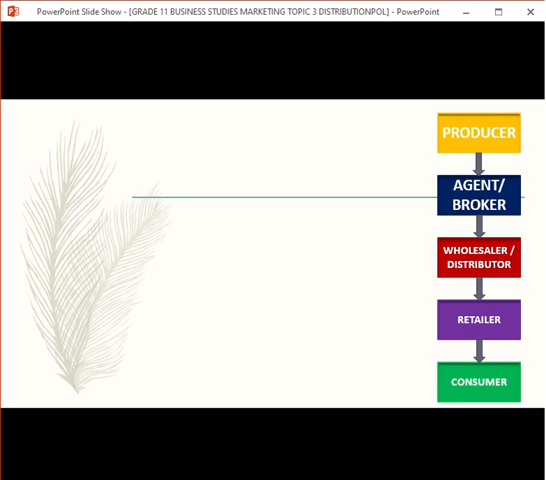 PowerPoint Slide Show - [GRADE 11 BUSINESS STUDIES MARKETING TOPIC 3 DISTRIBUTIONPOL] - PowerPoint
PRODUCER
AGENT/
BROKER
WHOLESALER /
DISTRIBUTOR
RETAILER
CONSUMER